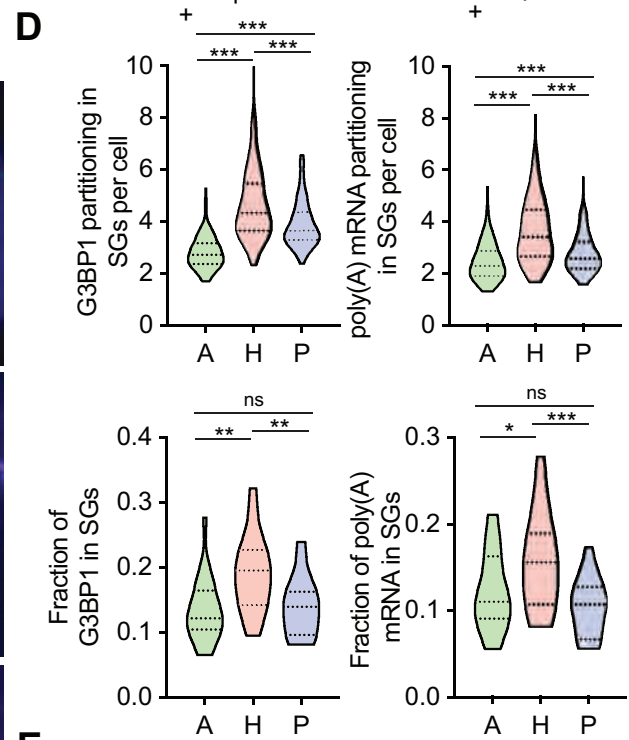 D
+
+
***
***
***
G3BP1 partitioning in
SGs per cell
10
8
6
4
2
0
A H P
***
***
***
poly(A) mRNA partitioning
in SGs per cell
10
8
6
4
2
0
A H P
ns
**
**
Fraction of
G3BP1 in SGs
0.4
0.3
0.2
0.1
0.0
A H P
ns
*
***
Fraction of poly(A)
mRNA in SGs
0.3
0.2
0.1
0.0
A H P